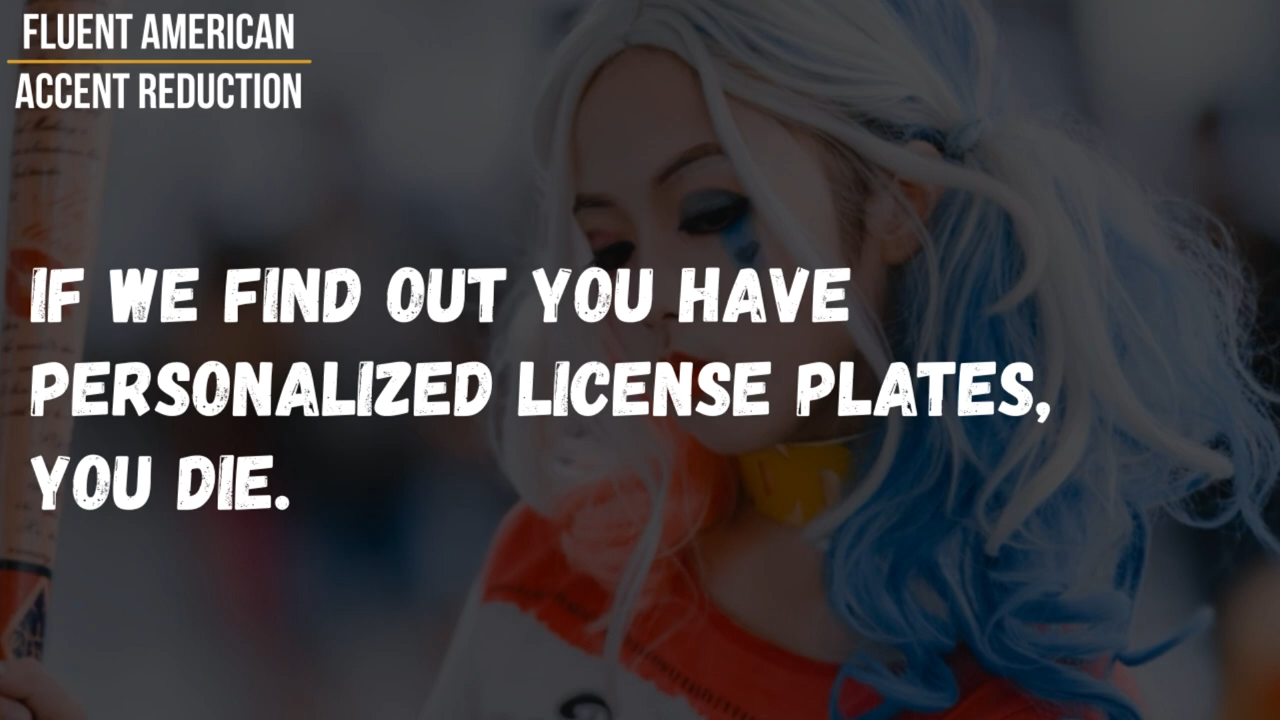 FLUENT AMERICAN
ACCENT REDUCTION
IF WE FIND OUT YOU HAVE
PERSONALIZED LICENSE PLATES,
YOU DIE.